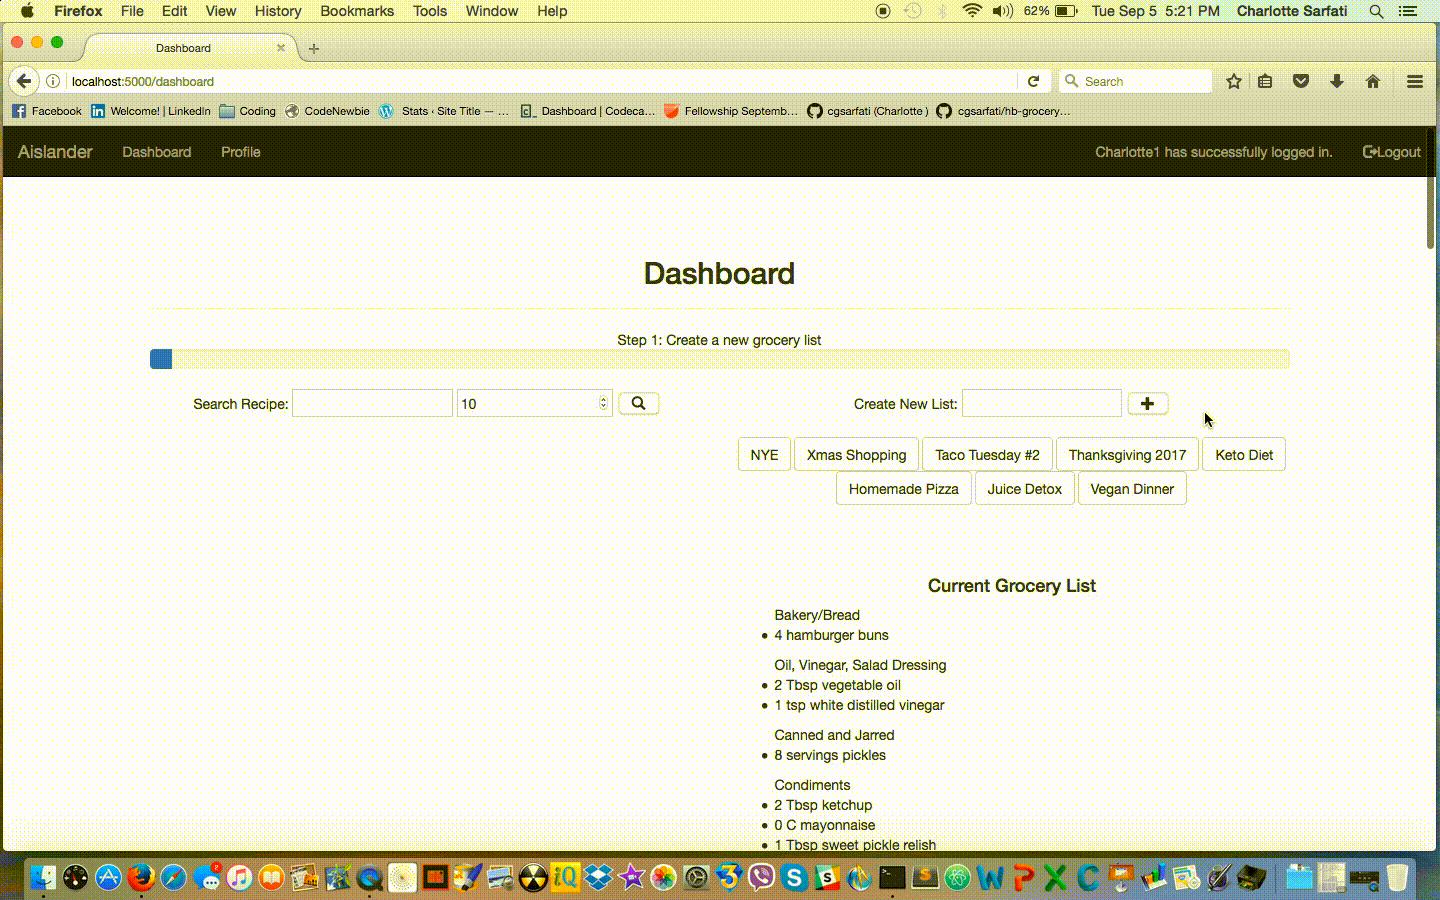 Firefox File Edit View History Bookmarks Tools Window Help 62% Tue Sep 5 5:21 PM Charlotte Sarfati
Dashboard
localhost:5000/dashboard Search
Facebook Welcome! | LinkedIn Coding CodeNewbie Stats ‹ Site Title — ... Dashboard | Codeca... Fellowship Septemb... cgsarfati (Charlotte ) cgsarfati/hb-grocery...
Aislander Dashboard Profile Charlotte1 has successfully logged in. Logout
Dashboard
Step 1: Create a new grocery list
Search Recipe: 10 Create New List:
NYE Xmas Shopping Taco Tuesday #2 Thanksgiving 2017 Keto Diet
Homemade Pizza Juice Detox Vegan Dinner
Current Grocery List
Bakery/Bread
• 4 hamburger buns
Oil, Vinegar, Salad Dressing
• 2 Tbsp vegetable oil
• 1 tsp white distilled vinegar
Canned and Jarred
• 8 servings pickles
Condiments
• 2 Tbsp ketchup
• 0 C mayonnaise
• 1 Tbsp sweet pickle relish